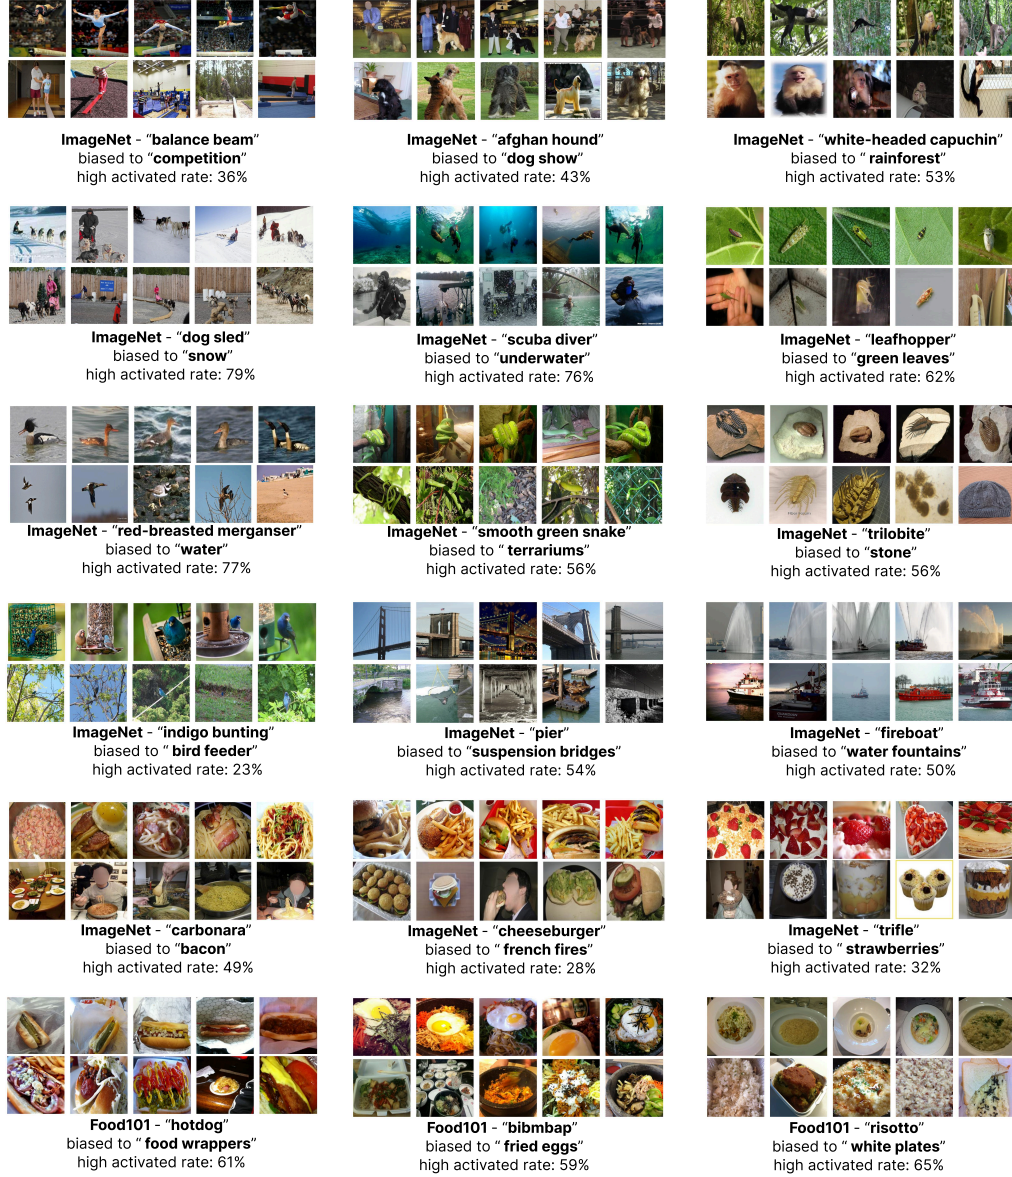 ImageNet - “balance beam”
biased to “competition”
high activated rate: 36%
ImageNet - “afghan hound”
biased to “dog show”
high activated rate: 43%
ImageNet - “white-headed capuchin”
biased to “ rainforest”
high activated rate: 53%
ImageNet - “dog sled”
biased to “snow”
high activated rate: 79%
ImageNet - “scuba diver”
biased to “underwater”
high activated rate: 76%
ImageNet - “leafhopper”
biased to “green leaves”
high activated rate: 62%
ImageNet - “red-breasted merganser”
biased to “water”
high activated rate: 77%
ImageNet - “smooth green snake”
biased to “ terrariums”
high activated rate: 56%
ImageNet - “trilobite”
biased to “stone”
high activated rate: 56%
ImageNet - “indigo bunting”
biased to “ bird feeder”
high activated rate: 23%
ImageNet - “pier”
biased to “suspension bridges”
high activated rate: 54%
ImageNet - “fireboat”
biased to “water fountains”
high activated rate: 50%
ImageNet - “carbonara”
biased to “bacon”
high activated rate: 49%
ImageNet - “cheeseburger”
biased to “ french fires”
high activated rate: 28%
ImageNet - “trifle”
biased to “ strawberries”
high activated rate: 32%
Food101 - “hotdog”
biased to “ food wrappers”
high activated rate: 61%
Food101 - “bibmbap”
biased to “ fried eggs”
high activated rate: 59%
Food101 - “risotto”
biased to “ white plates”
high activated rate: 65%